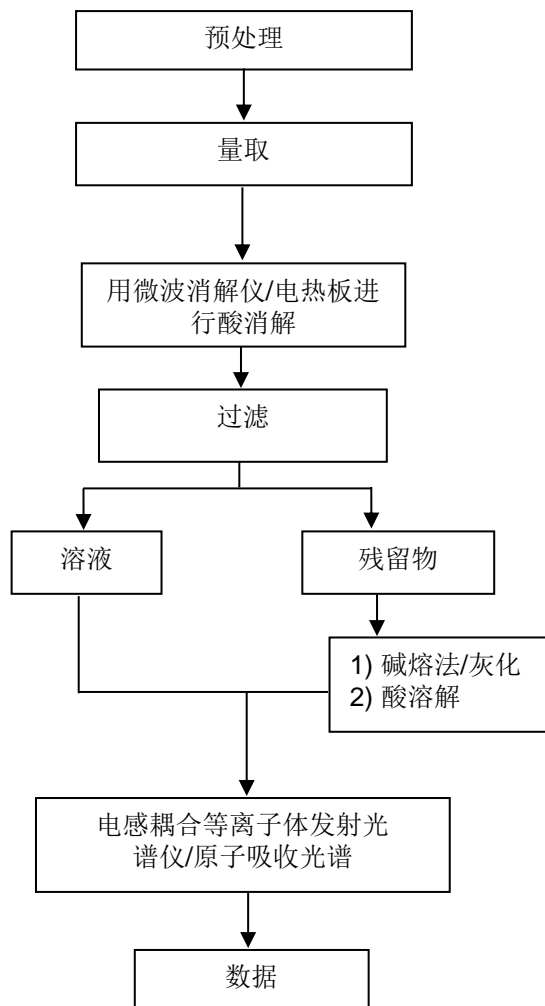 预处理
量取
用微波消解仪/电热板进
行酸消解
过滤
溶液
残留物
1) 碱熔法/灰化
2) 酸溶解
电感耦合等离子体发射光
谱仪/原子吸收光谱
数据